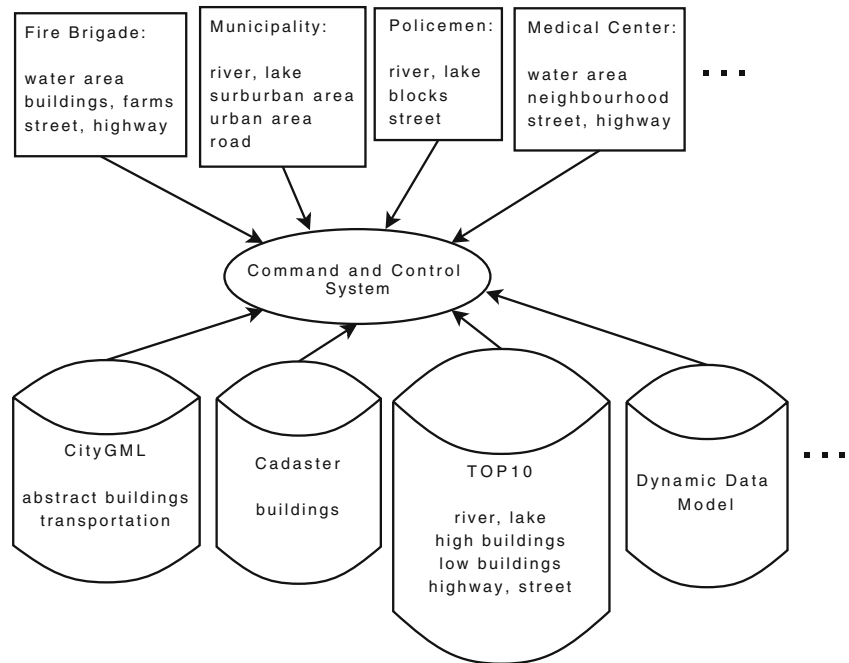 Fire Brigade:
water area
buildings, farms
street, highway
Municipality:
river, lake
surburban area
urban area
road
Policemen:
river, lake
blocks
street
Medical Center:
water area
neighbourhood
street, highway
...
Command and Control
System
CityGML
abstract buildings
transportation
Cadaster
buildings
TOP10
river, lake
high buildings
low buildings
highway, street
Dynamic Data
Model
...